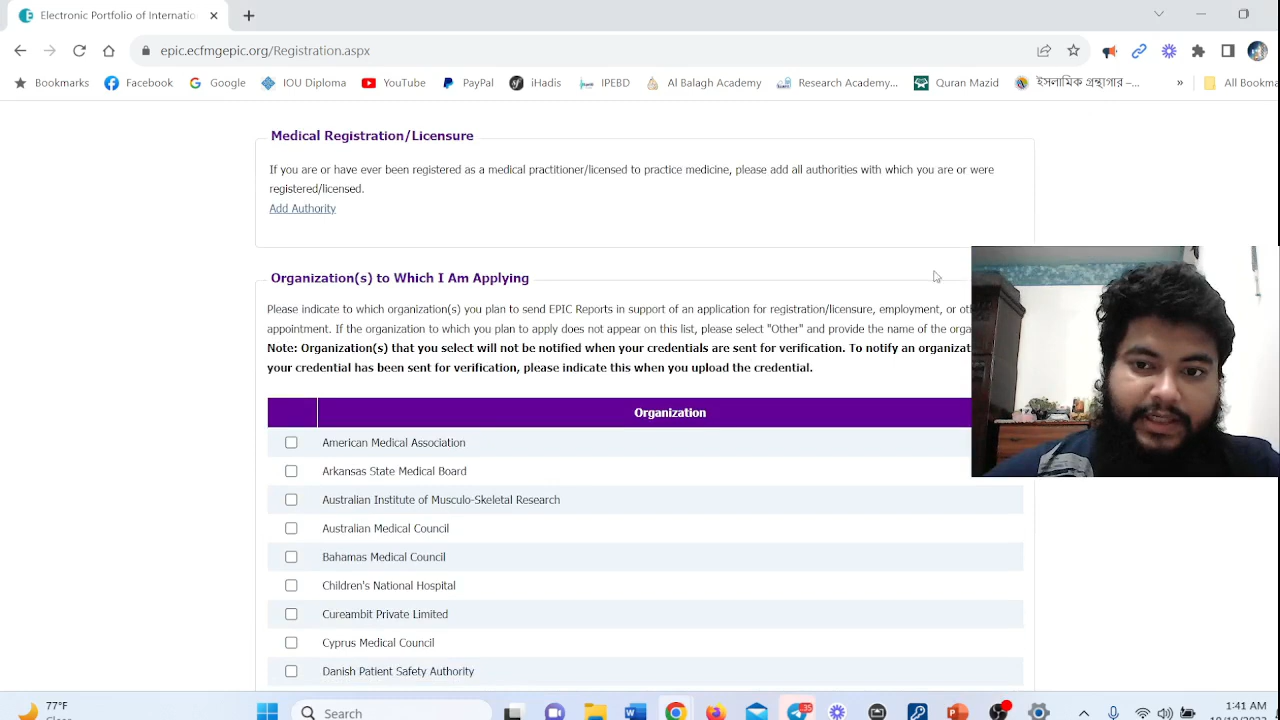 Electronic Portfolio of Internatio
epic.ecfmgepic.org/Registration.aspx
Bookmarks Facebook Google IOU Diploma YouTube PayPal iHadis IPEBD Al Balagh Academy Research Academy... Quran Mazid ইসলামিক গ্রন্থাগার –... » All Bookma
Medical Registration/Licensure
If you are or have ever been registered as a medical practitioner/licensed to practice medicine, please add all authorities with which you are or were
registered/licensed.
Add Authority
Organization(s) to Which I Am Applying
Please indicate to which organization(s) you plan to send EPIC Reports in support of an application for registration/licensure, employment, or oth
appointment. If the organization to which you plan to apply does not appear on this list, please select "Other" and provide the name of the orga
Note: Organization(s) that you select will not be notified when your credentials are sent for verification. To notify an organizat
your credential has been sent for verification, please indicate this when you upload the credential.
Organization
American Medical Association
Arkansas State Medical Board
Australian Institute of Musculo-Skeletal Research
Australian Medical Council
Bahamas Medical Council
Children's National Hospital
Cureambit Private Limited
Cyprus Medical Council
Danish Patient Safety Authority
77°F
Search
35
1:41 AM